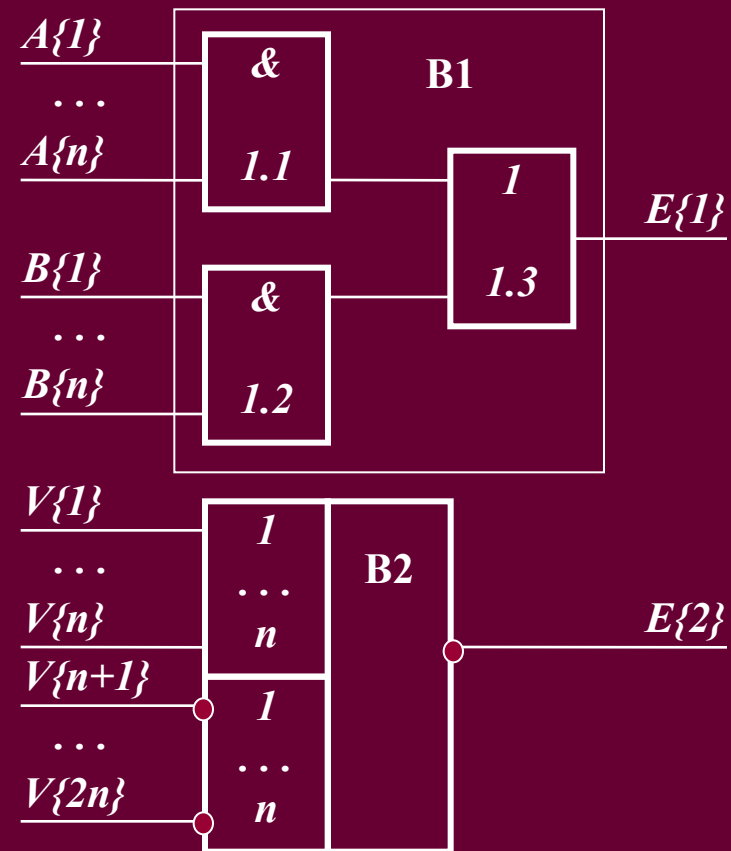 A{1}
. . .
A{n}
&
1.1
B1
1
1.3
E{1}
B{1}
. . .
B{n}
&
1.2
V{1}
. . .
V{n}
V{n+1}
. . .
V{2n}
1
. . .
n
1
. . .
n
B2
E{2}